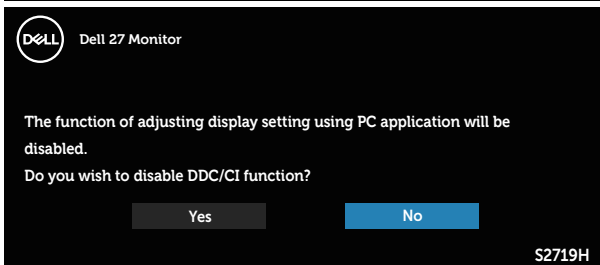 DELL
Dell 27 Monitor
The function of adjusting display setting using PC application will be
disabled.
Do you wish to disable DDC/CI function?
Yes No
S2719H